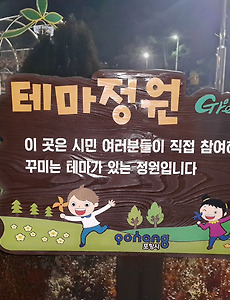 테마정원
이 곳은 시민 여러분들이 직접 참여
꾸미는 테마가 있는 정원입니다
pohang
포항시